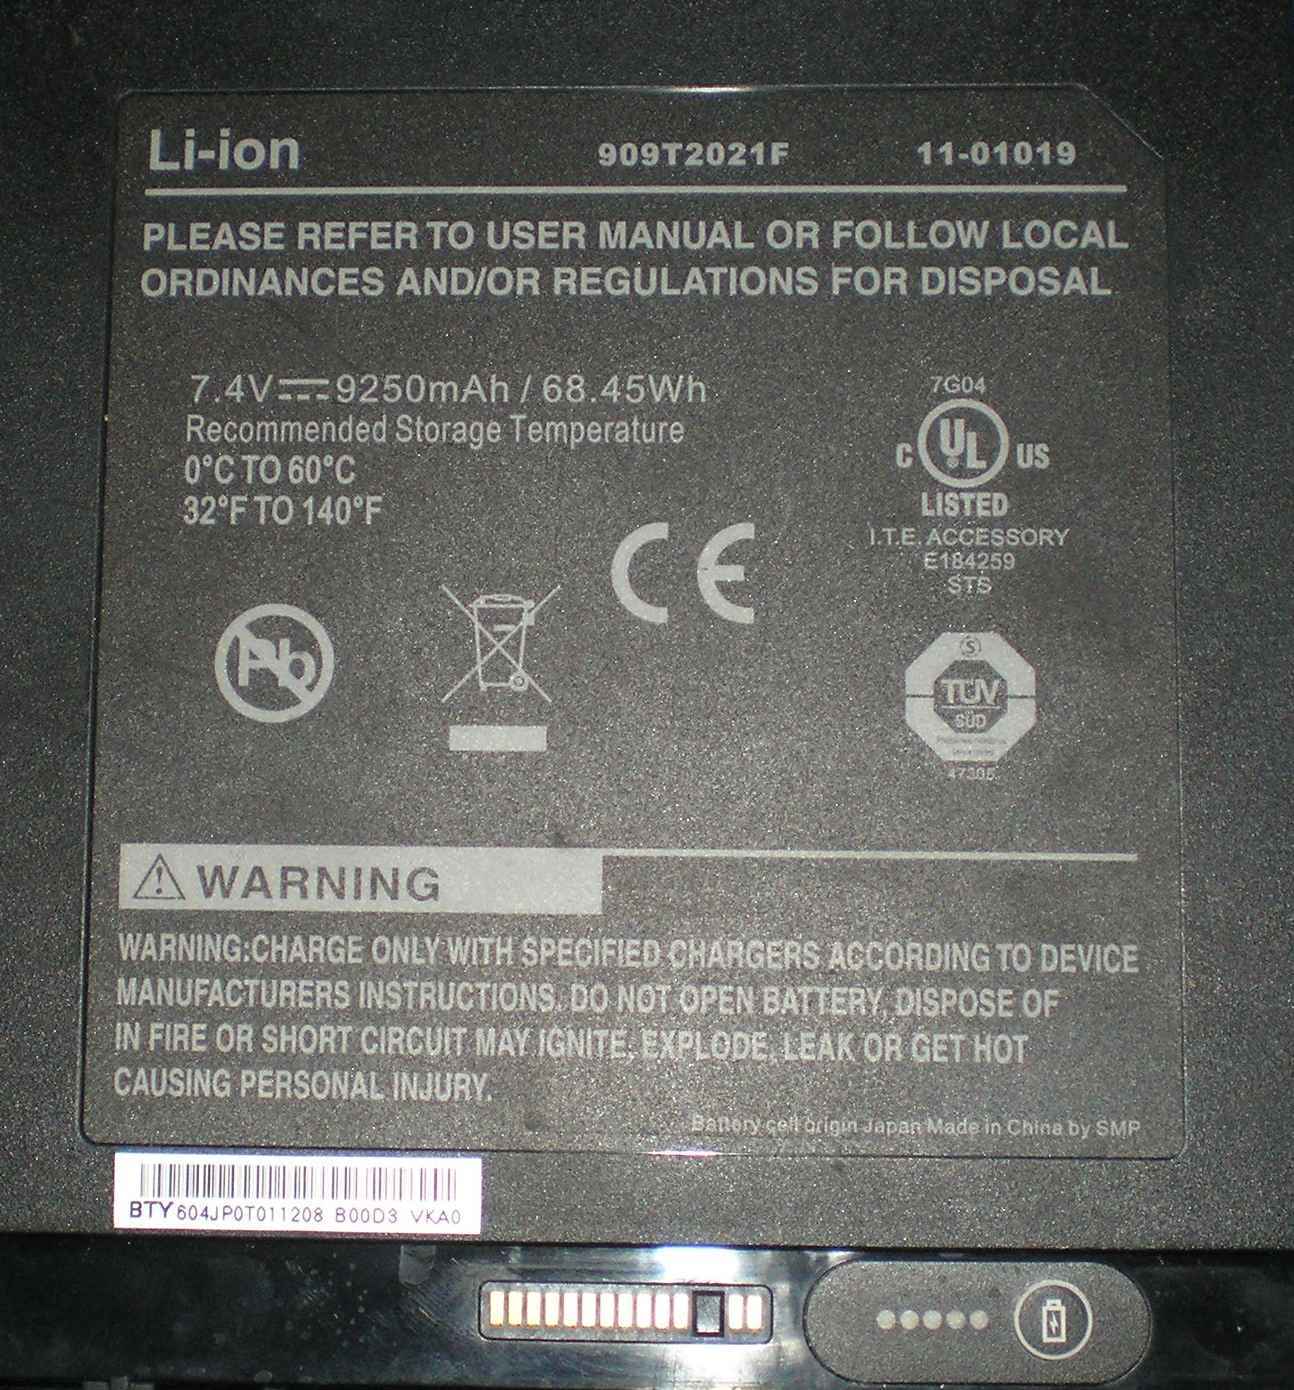 Li-ion 909T2021F 11-01019
PLEASE REFER TO USER MANUAL OR FOLLOW LOCAL
ORDINANCES AND/OR REGULATIONS FOR DISPOSAL
7.4V 9250mAh / 68.45Wh
Recommended Storage Temperature
0°C TO 60°C
32°F TO 140°F
7G04
C UL US
LISTED
I.T.E. ACCESSORY
E184259
STS
CE
Pb
S
TÜV
SÜD
47305
WARNING
WARNING:CHARGE ONLY WITH SPECIFIED CHARGERS ACCORDING TO DEVICE
MANUFACTURERS INSTRUCTIONS. DO NOT OPEN BATTERY, DISPOSE OF
IN FIRE OR SHORT CIRCUIT MAY IGNITE, EXPLODE, LEAK OR GET HOT
CAUSING PERSONAL INJURY.
Battery cell origin Japan Made in China by SMP
BTY604JP0T011208 B00D3 VKA0